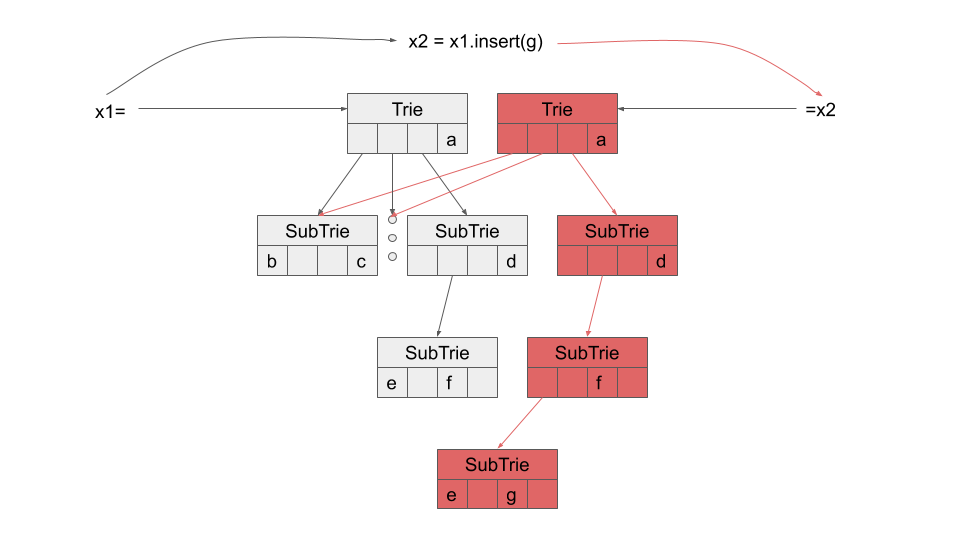 x2 = x1.insert(g)
x1=
Trie
a
Trie
a
=x2
SubTrie
b c
SubTrie
d
SubTrie
d
SubTrie
e f
SubTrie
f
SubTrie
e g